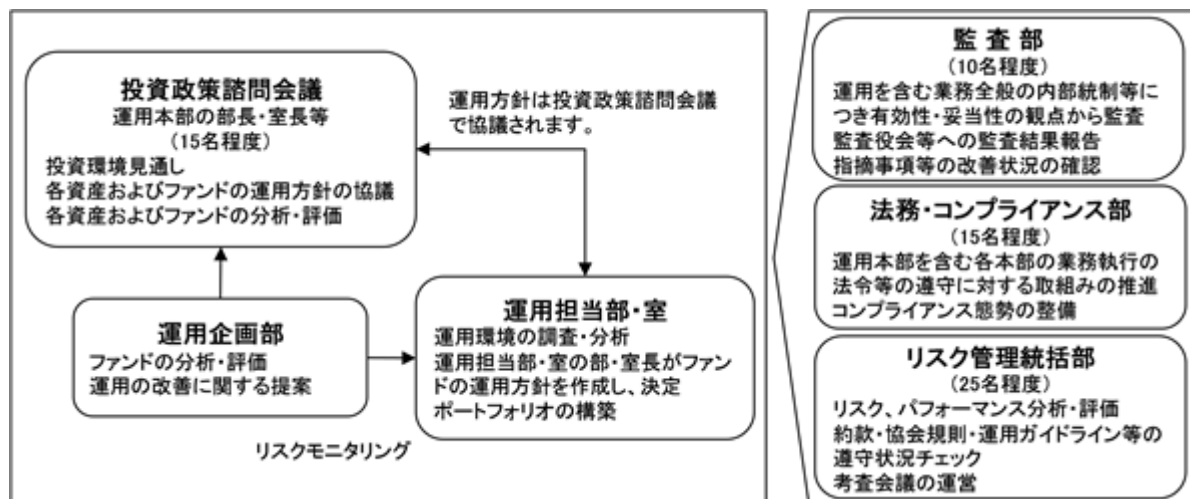 投資政策諮問会議
運用本部の部長・室長等
(15名程度)
投資環境見通し
各資産およびファンドの運用方針の協議
各資産およびファンドの分析・評価
運用方針は投資政策諮問会議
で協議されます。
運用企画部
ファンドの分析・評価
運用の改善に関する提案
運用担当部・室
運用環境の調査・分析
運用担当部・室の部・室長がファン
ドの運用方針を作成し、決定
ポートフォリオの構築
リスクモニタリング
監査部
(10名程度)
運用を含む業務全般の内部統制等に
つき有効性・妥当性の観点から監査
監査役会等への監査結果報告
指摘事項等の改善状況の確認
法務・コンプライアンス部
(15名程度)
運用本部を含む各本部の業務執行の
法令等の遵守に対する取組みの推進
コンプライアンス態勢の整備
リスク管理統括部
(25名程度)
リスク、パフォーマンス分析・評価
約款・協会規則・運用ガイドライン等の
遵守状況チェック
考査会議の運営